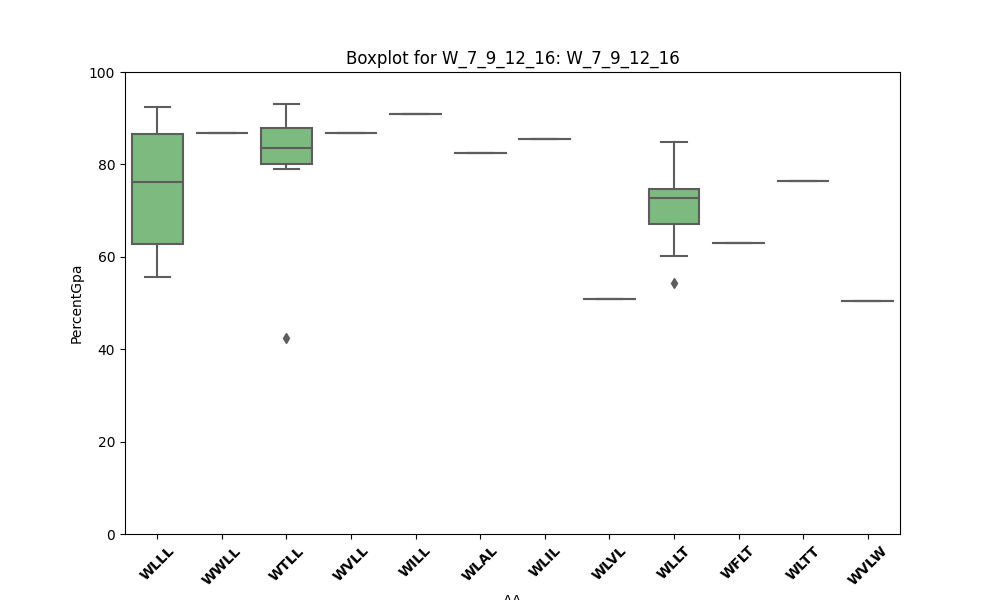 Boxplot for W_7_9_12_16: W_7_9_12_16
100
80
60
40
20
0
PercentGpa
WLLL WWLL WTLL WVLL WILL WLAL WLIL WLVL WLLT WFLT WLTT WVLW
AA